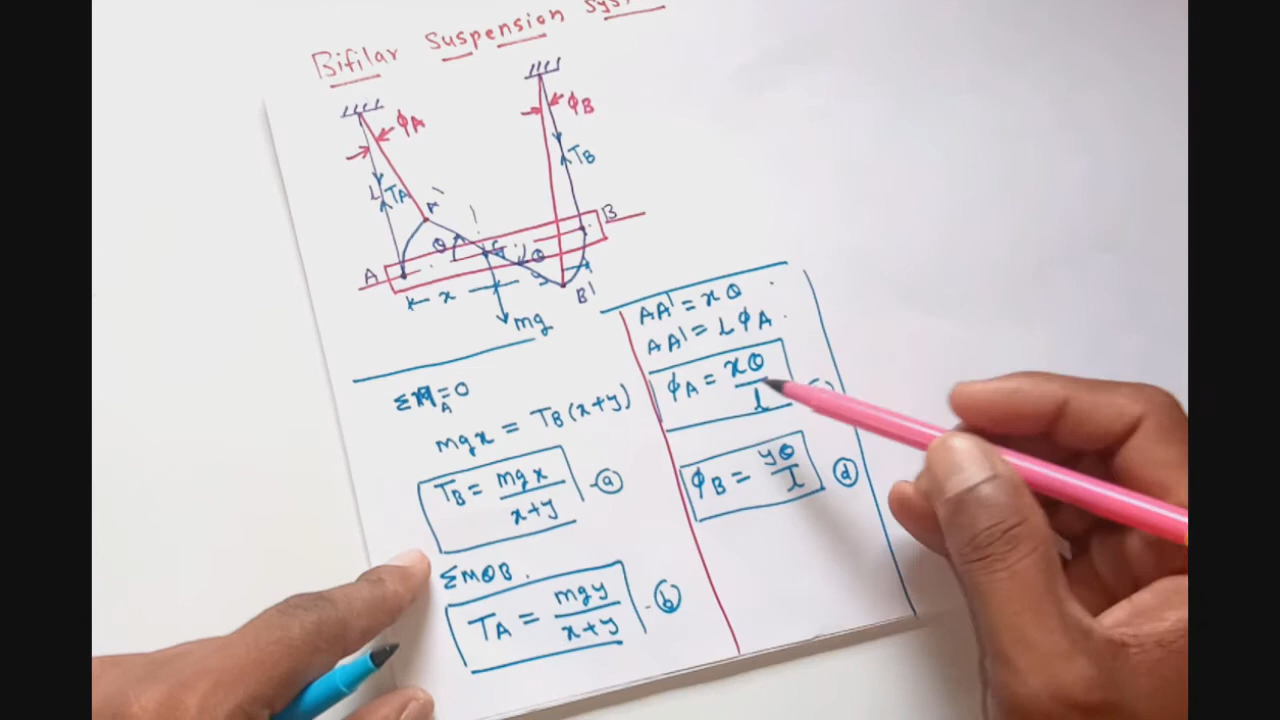 Bifilar Suspension
ϕA
ϕB
L
TA
TB
A'
B
θ
G
θ
A
x
y
B'
mg
ΣM_A=0
mgx = TB(x+y)
TB = mgx/x+y -ⓐ
ΣM@B.
TA = mgy/x+y -ⓑ
AA' = xθ
AA' = LϕA
ϕA = xθ/l
ϕB = yθ/l ⓓ